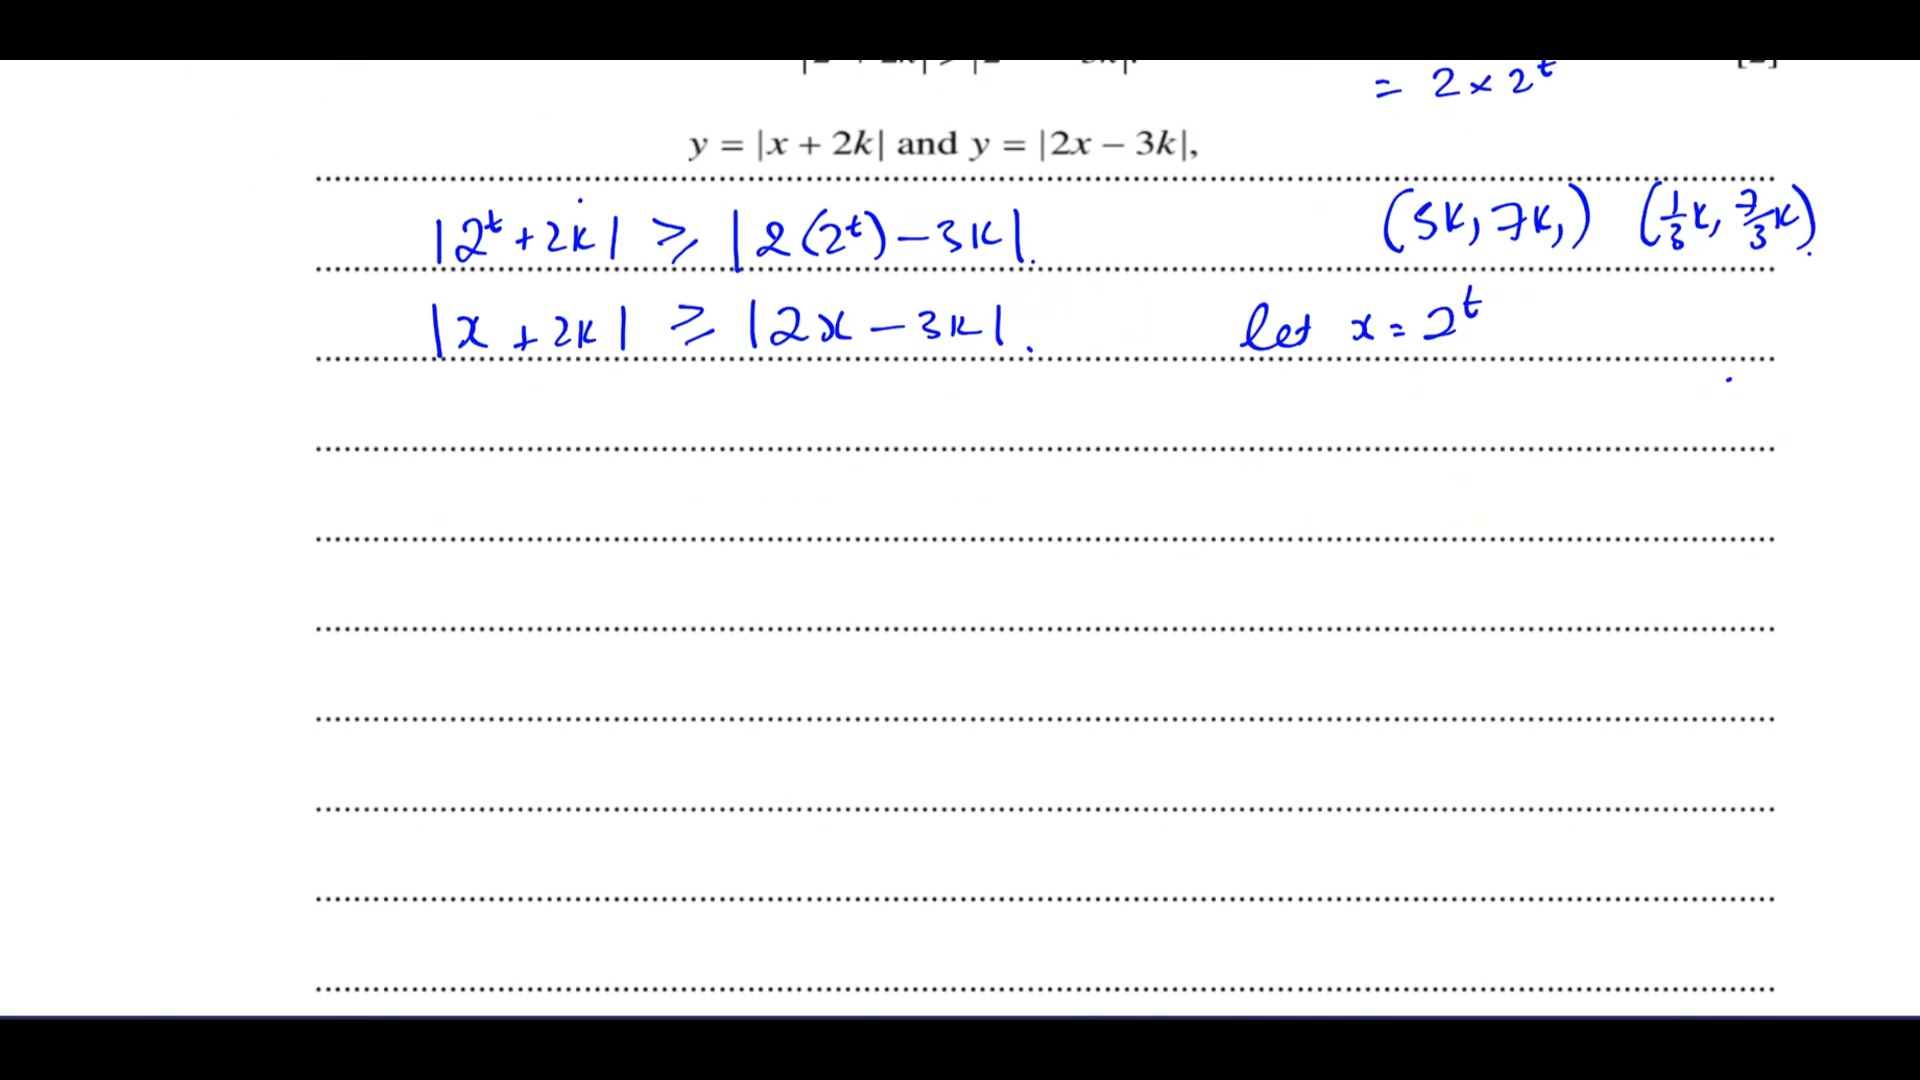 = 2 × 2^t
y = |x + 2k| and y = |2x − 3k|,
(5k, 7k,) (1/3 k, 7/3 k).
|2^t + 2k| ⩾ |2(2^t) − 3k|.
|x + 2k| ⩾ |2x − 3k|. let x = 2^t